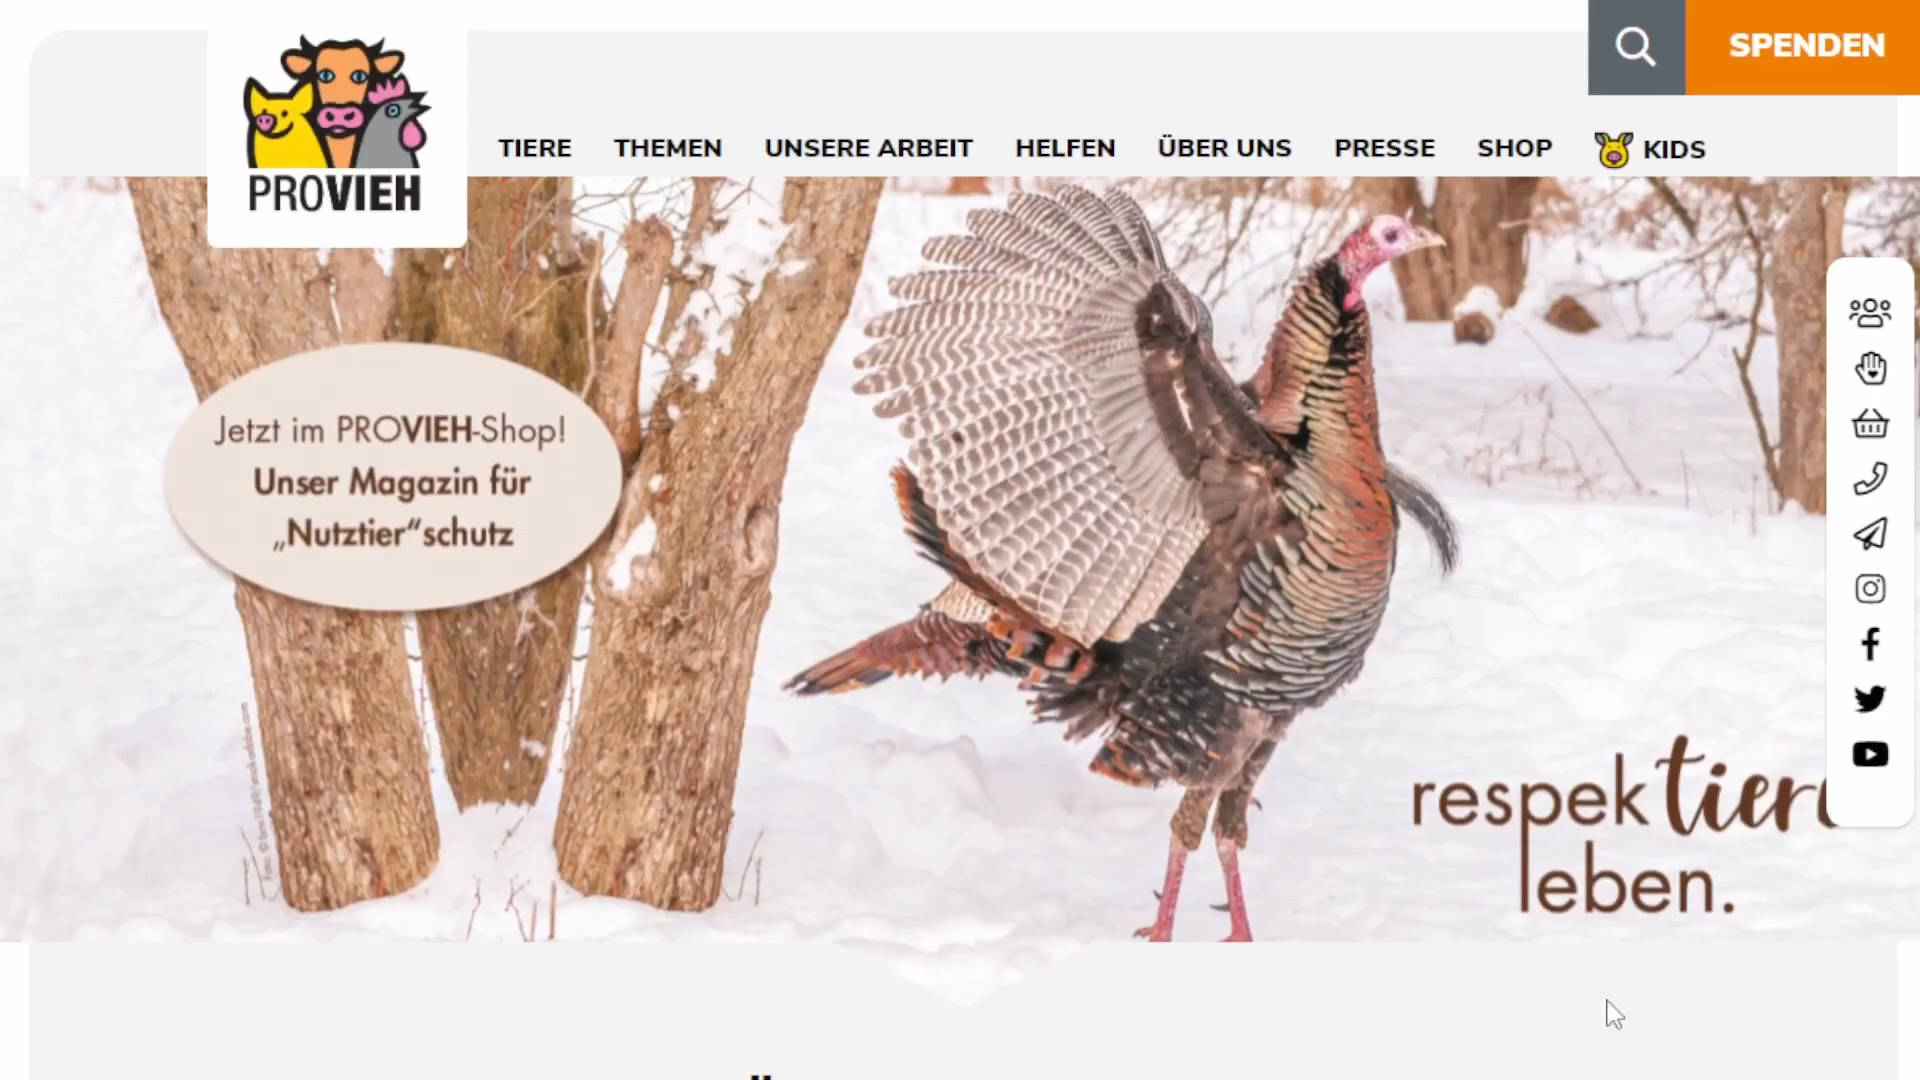 SPENDEN
TIERE THEMEN UNSERE ARBEIT HELFEN ÜBER UNS PRESSE SHOP KIDS
PROVIEH
Jetzt im PROVIEH-Shop!
Unser Magazin für
„Nutztier“schutz
respektiere
leben.